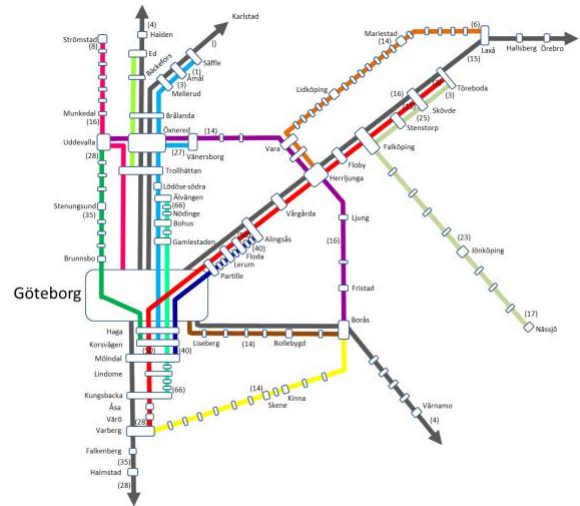 Karlstad
(4)
Halden
Strömstad
(8)
Ed
Bäckefors
()
Säffle
(1)
Åmål
(3)
Mellerud
Mariestad
(14)
(6)
Laxå
Hallsberg
Örebro
(15)
Lidköping
(16)
Töreboda
(3)
Skövde
(25)
Stenstorp
Munkedal
(16)
Brålanda
Öxnered
(14)
Uddevalla
(28)
(27)
Vänersborg
Vara
Falköping
Floby
Herrljunga
Trollhättan
Lödöse södra
Älvängen
(66)
Nödinge
Bohus
Gamlestaden
Stenungsund
(35)
Brunnsbo
Vårgårda
Alingsås
(40)
Floda
Lerum
Partille
Ljung
(16)
Fristad
(23)
Jönköping
(17)
Nässjö
Göteborg
Haga
Korsvägen
(40)
Mölndal
Lindome
Kungsbacka
(66)
Åsa
Värö
(28)
Varberg
Falkenberg
(35)
Halmstad
(28)
Liseberg
(14)
Bollebygd
Borås
(14)
Skene
Kinna
Värnamo
(4)